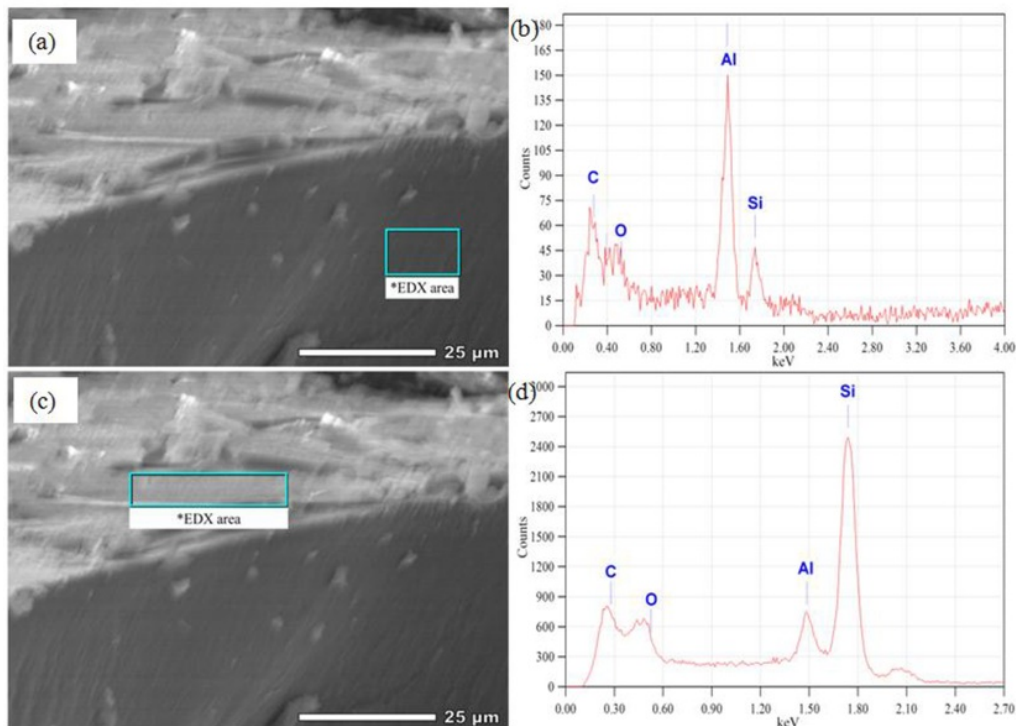 (a)
*EDX area
25 μm
(b)
180
165
150
135
120
105
90
75
60
45
30
15
0
Counts
C
O
Al
Si
0.00 0.40 0.80 1.20 1.60 2.00 2.40 2.80 3.20 3.60 4.00
keV
(c)
*EDX area
25 μm
(d)
3000
2700
2400
2100
1800
1500
1200
900
600
300
0
Counts
C
O
Al
Si
0.00 0.30 0.60 0.90 1.20 1.50 1.80 2.10 2.40 2.70
keV